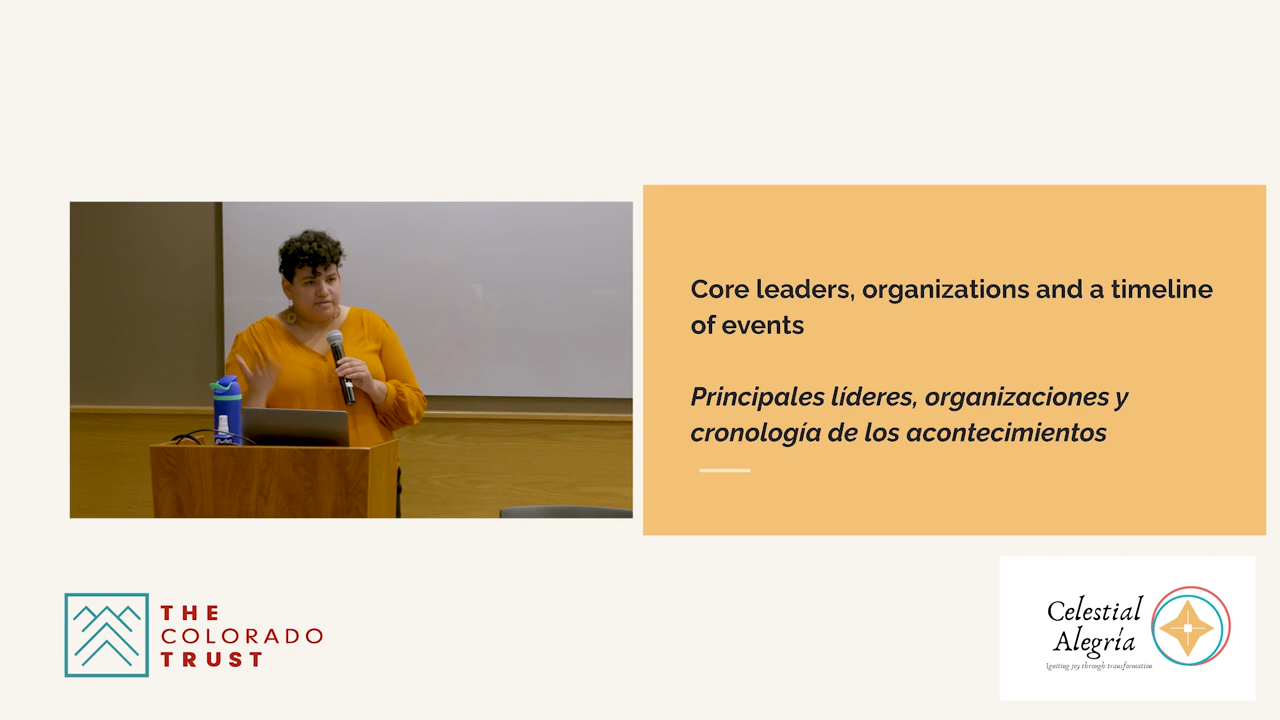 Core leaders, organizations and a timeline
of events
Principales líderes, organizaciones y
cronología de los acontecimientos
THE
COLORADO
TRUST
Celestial
Alegría
Igniting joy through transformation